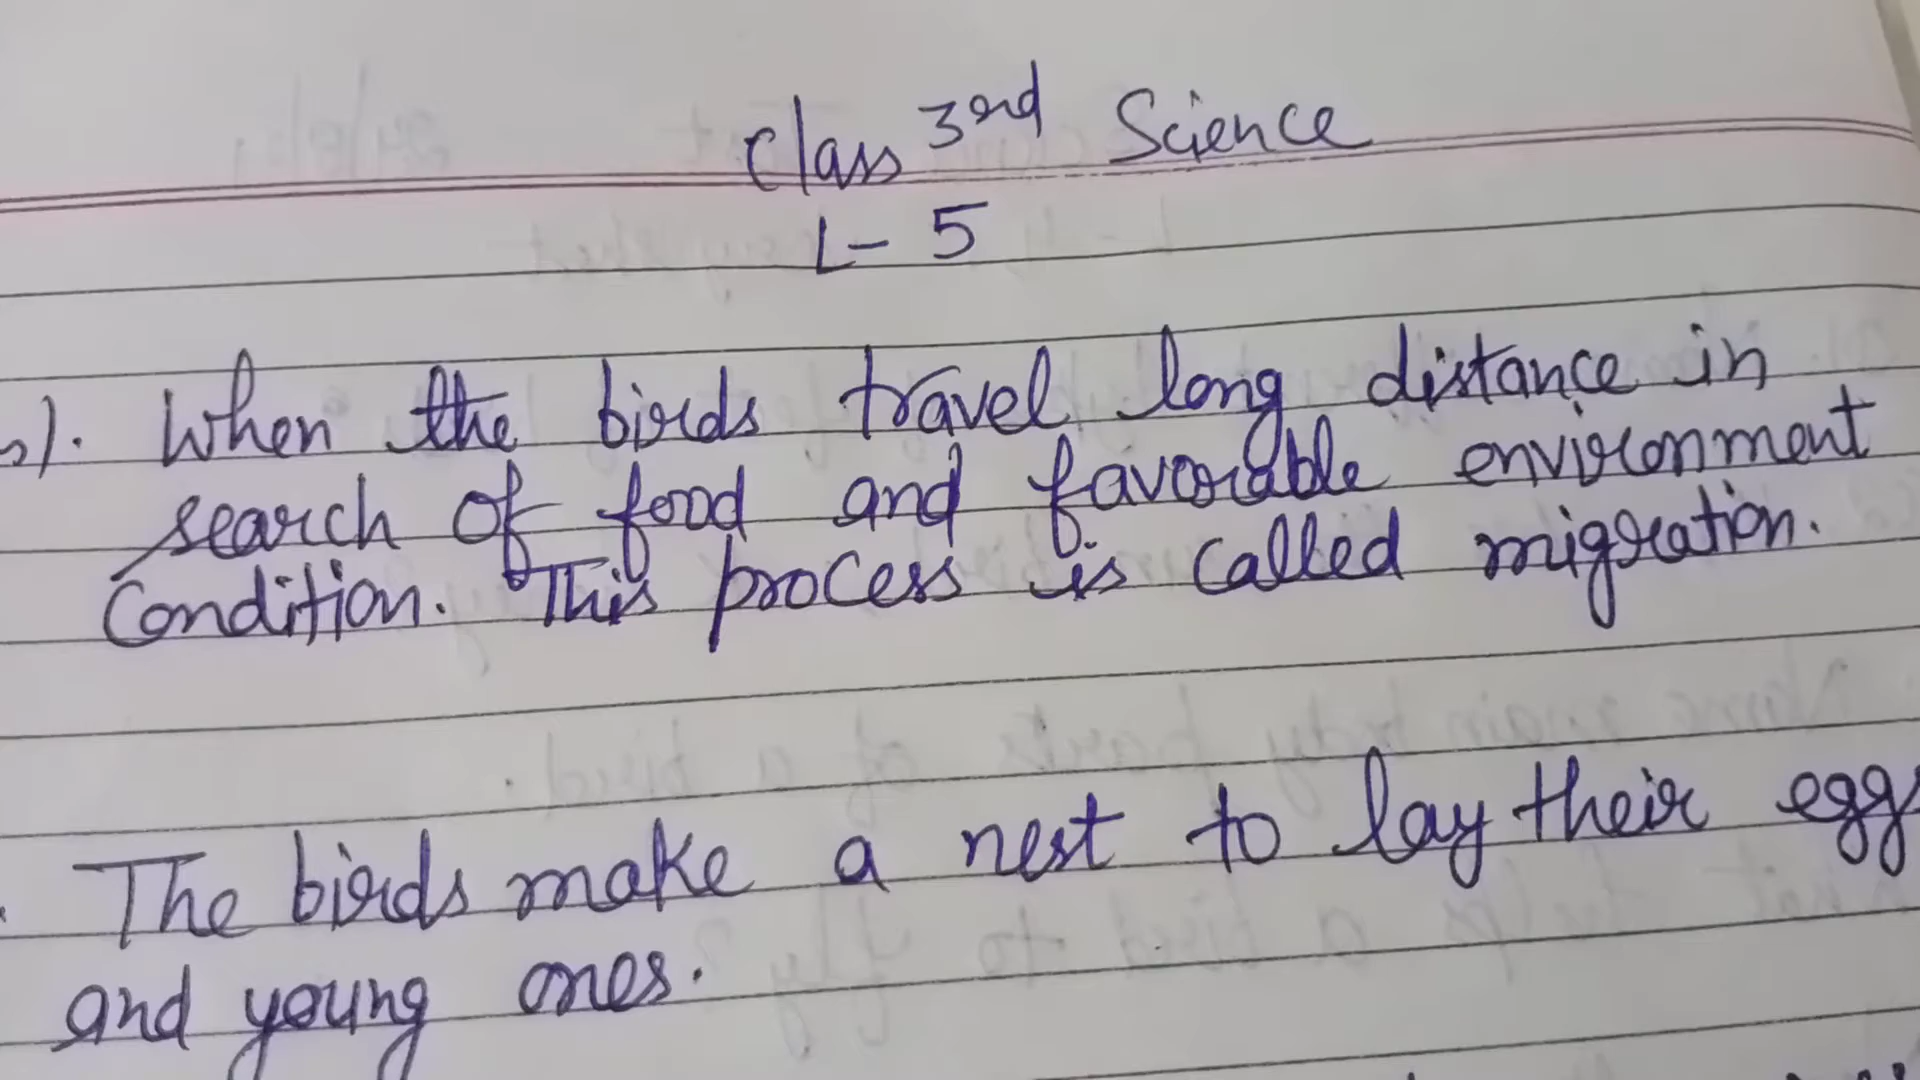 Class 3rd Science
L- 5
). When the birds travel long distance in
search of food and favorable environment
Condition. This process is called migration.
. The birds make a nest to lay their eggs
and young ones.